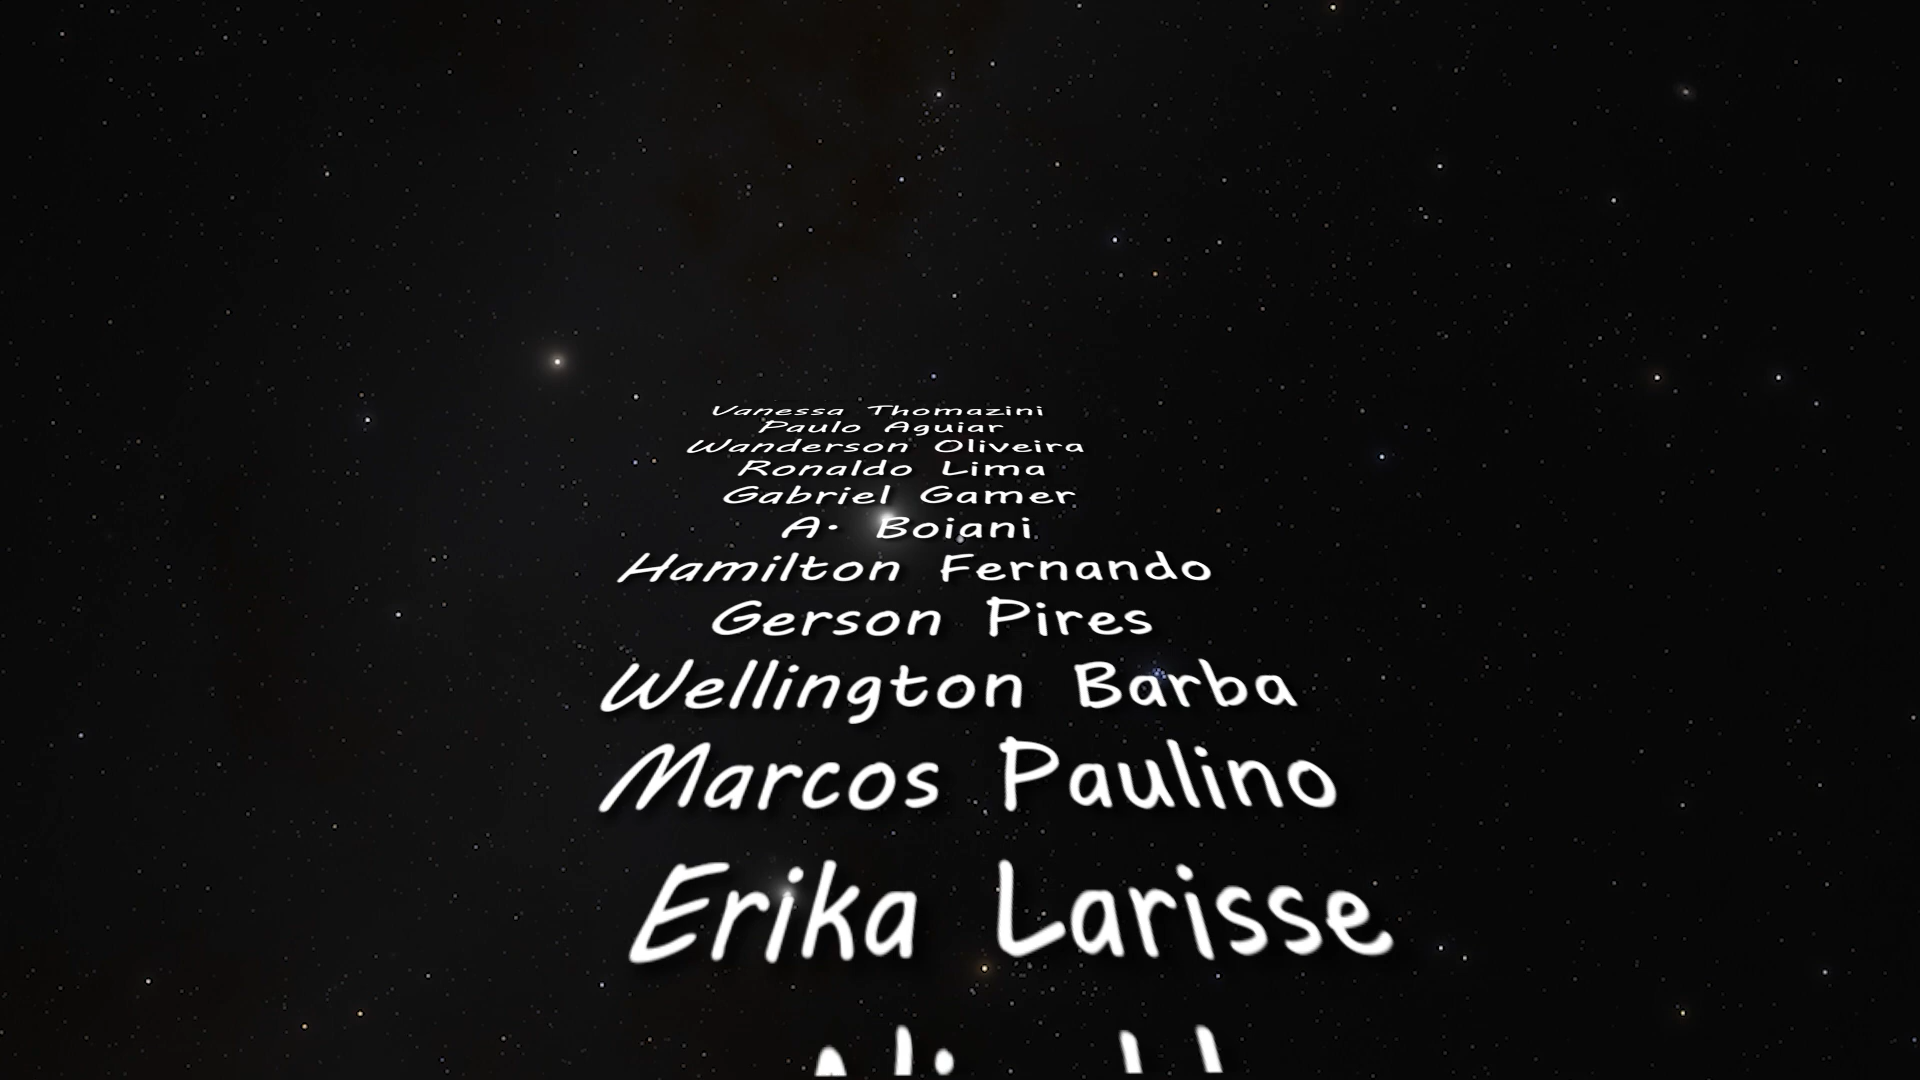 Vanessa Thomazini
Paulo Aguiar
Wanderson Oliveira
Ronaldo Lima
Gabriel Gamer
A. Boiani
Hamilton Fernando
Gerson Pires
Wellington Barba
Marcos Paulino
Erika Larisse